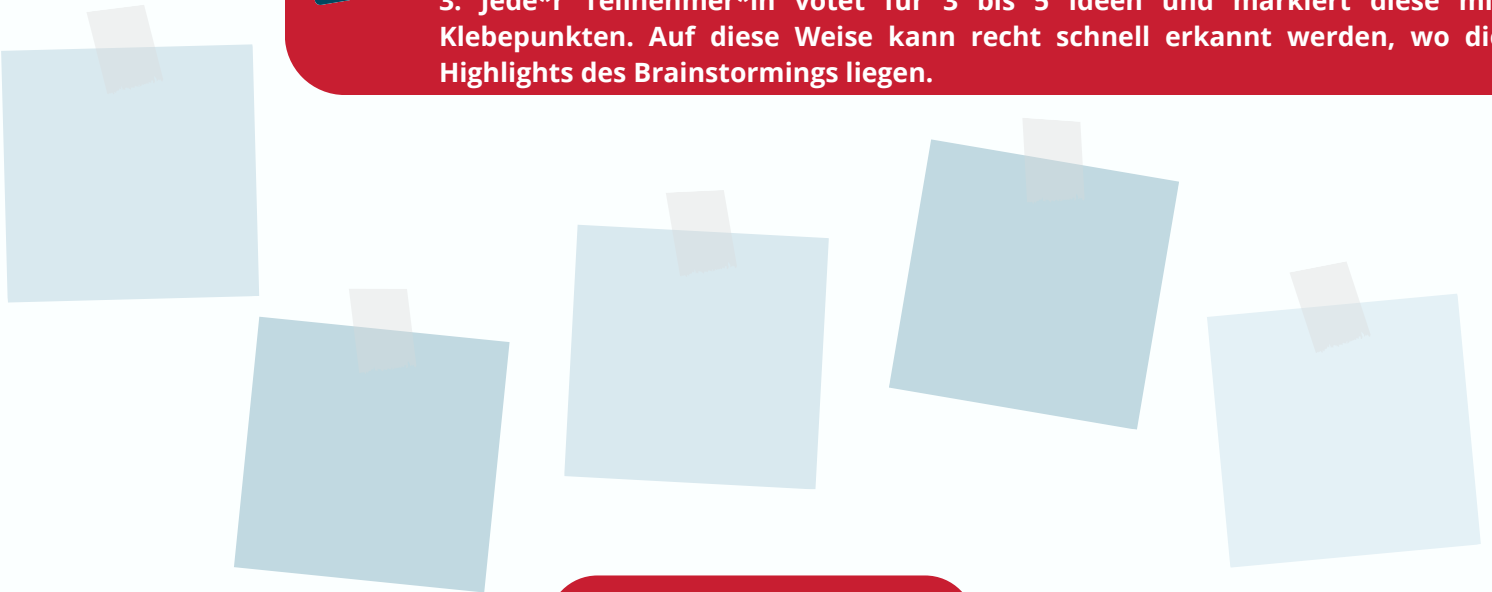 3. Jede*r Teilnehmer*in votet für 3 bis 5 Ideen und markiert diese mi
Klebepunkten. Auf diese Weise kann recht schnell erkannt werden, wo die
Highlights des Brainstormings liegen.